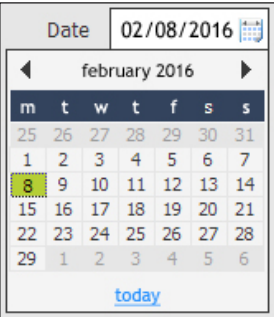 Date 02/08/2016
february 2016
m t w t f s s
25 26 27 28 29 30 31
1 2 3 4 5 6 7
8 9 10 11 12 13 14
15 16 17 18 19 20 21
22 23 24 25 26 27 28
29 1 2 3 4 5 6
today